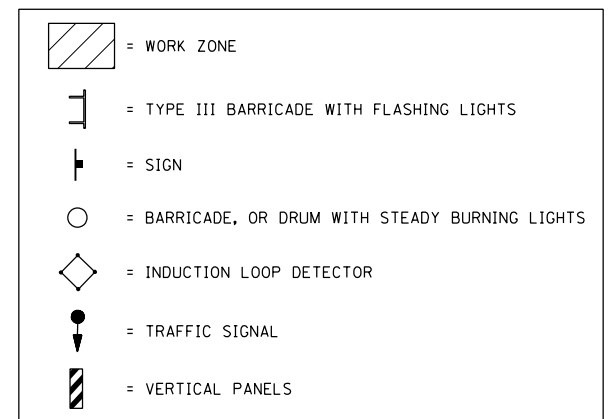 = WORK ZONE
= TYPE III BARRICADE WITH FLASHING LIGHTS
= SIGN
= BARRICADE, OR DRUM WITH STEADY BURNING LIGHTS
= INDUCTION LOOP DETECTOR
= TRAFFIC SIGNAL
= VERTICAL PANELS